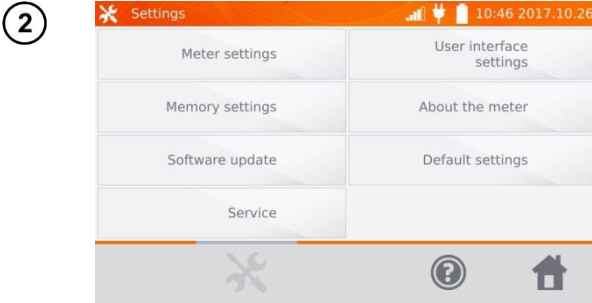 2
Settings
10:46 2017.10.26
Meter settings
User interface
settings
Memory settings
About the meter
Software update
Default settings
Service
?